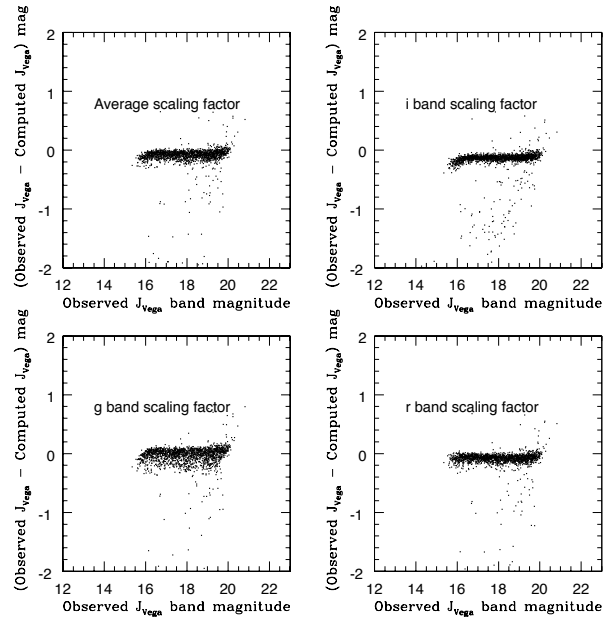 (Observed J_Vega − Computed J_Vega) mag
2
1
0
-1
-2
Average scaling factor
12 14 16 18 20 22
Observed J_Vega band magnitude
(Observed J_Vega − Computed J_Vega) mag
2
1
0
-1
-2
i band scaling factor
12 14 16 18 20 22
Observed J_Vega band magnitude
(Observed J_Vega − Computed J_Vega) mag
2
1
0
-1
-2
g band scaling factor
12 14 16 18 20 22
Observed J_Vega band magnitude
(Observed J_Vega − Computed J_Vega) mag
2
1
0
-1
-2
r band scaling factor
12 14 16 18 20 22
Observed J_Vega band magnitude